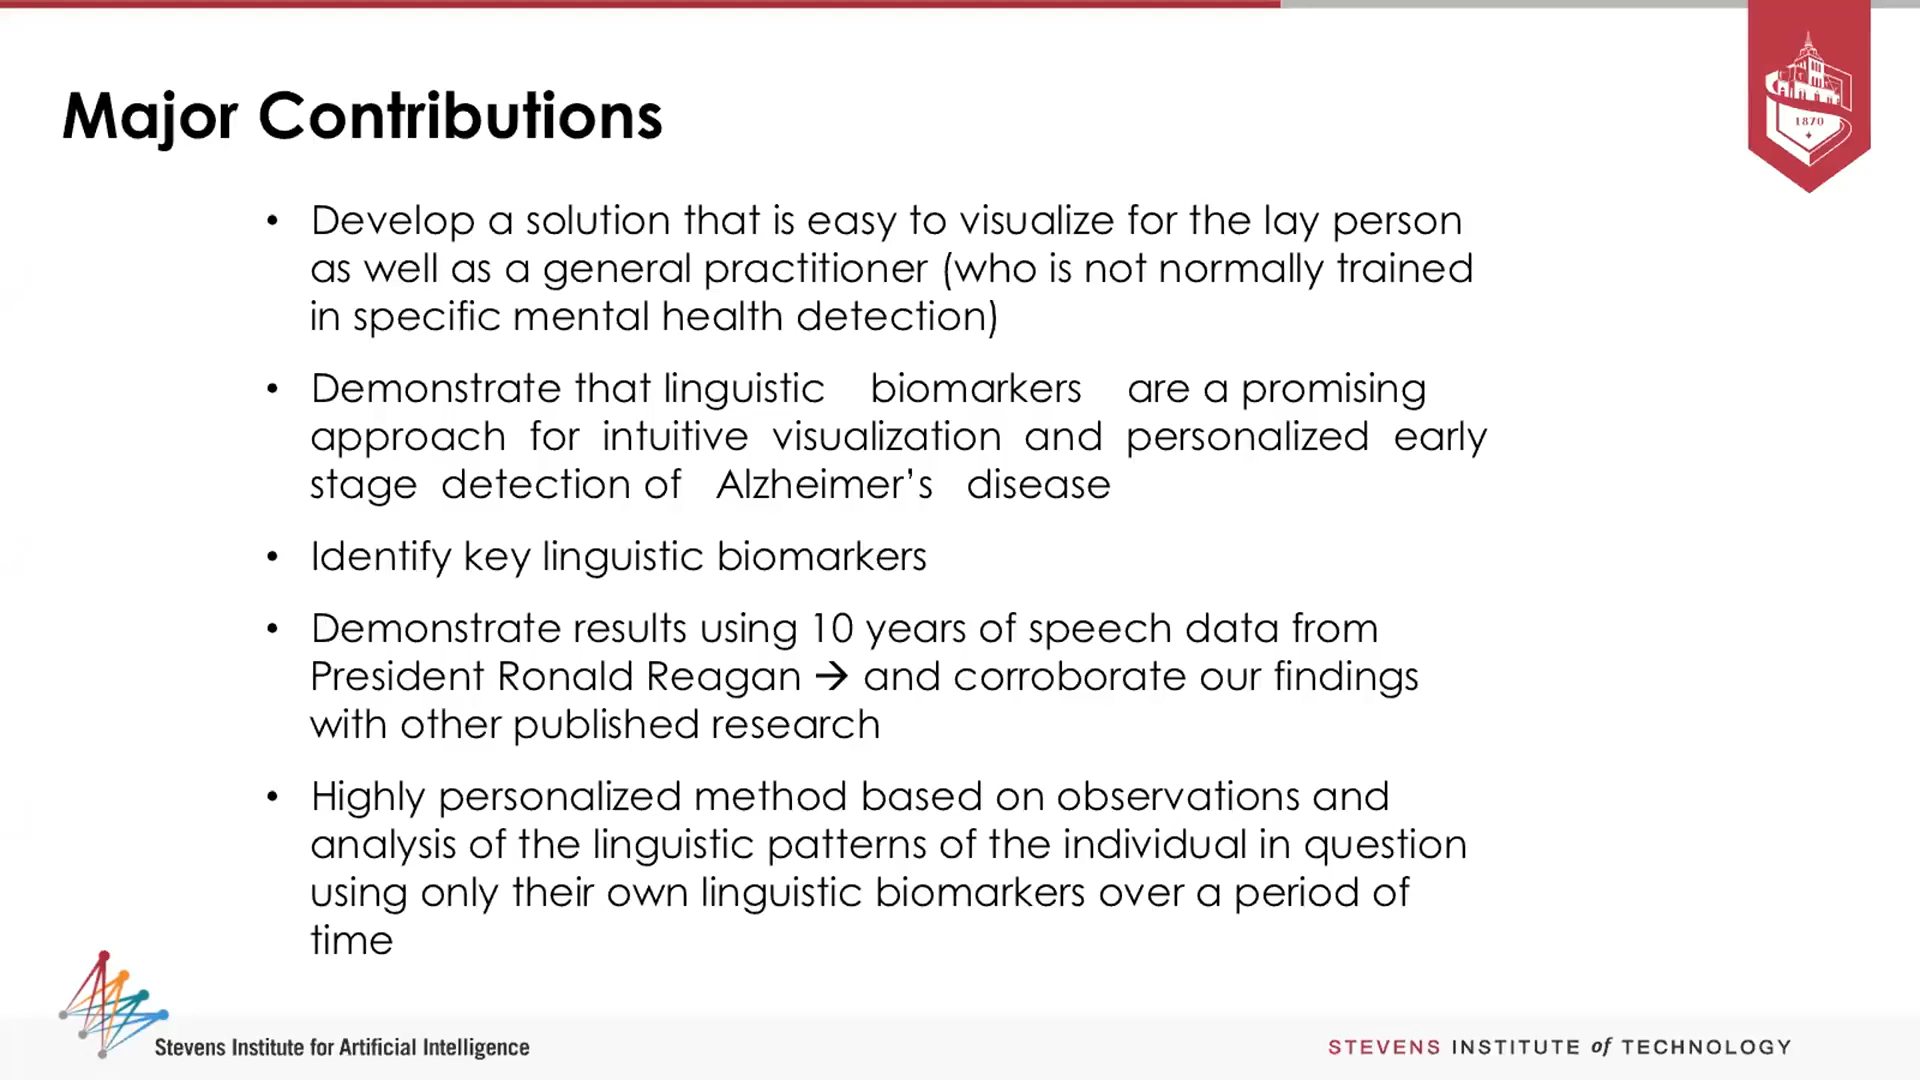 Major Contributions
1870
• Develop a solution that is easy to visualize for the lay person
as well as a general practitioner (who is not normally trained
in specific mental health detection)
• Demonstrate that linguistic biomarkers are a promising
approach for intuitive visualization and personalized early
stage detection of Alzheimer’s disease
• Identify key linguistic biomarkers
• Demonstrate results using 10 years of speech data from
President Ronald Reagan → and corroborate our findings
with other published research
• Highly personalized method based on observations and
analysis of the linguistic patterns of the individual in question
using only their own linguistic biomarkers over a period of
time
Stevens Institute for Artificial Intelligence
STEVENS INSTITUTE of TECHNOLOGY